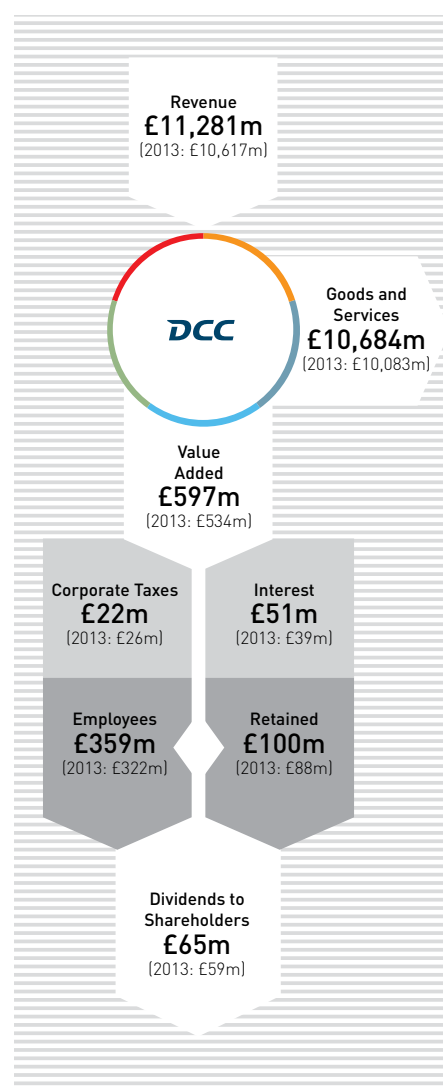 Revenue
£11,281m
(2013: £10,617m)
DCC
Goods and
Services
£10,684m
(2013: £10,083m)
Value
Added
£597m
(2013: £534m)
Corporate Taxes
£22m
(2013: £26m)
Interest
£51m
(2013: £39m)
Employees
£359m
(2013: £322m)
Retained
£100m
(2013: £88m)
Dividends to
Shareholders
£65m
(2013: £59m)